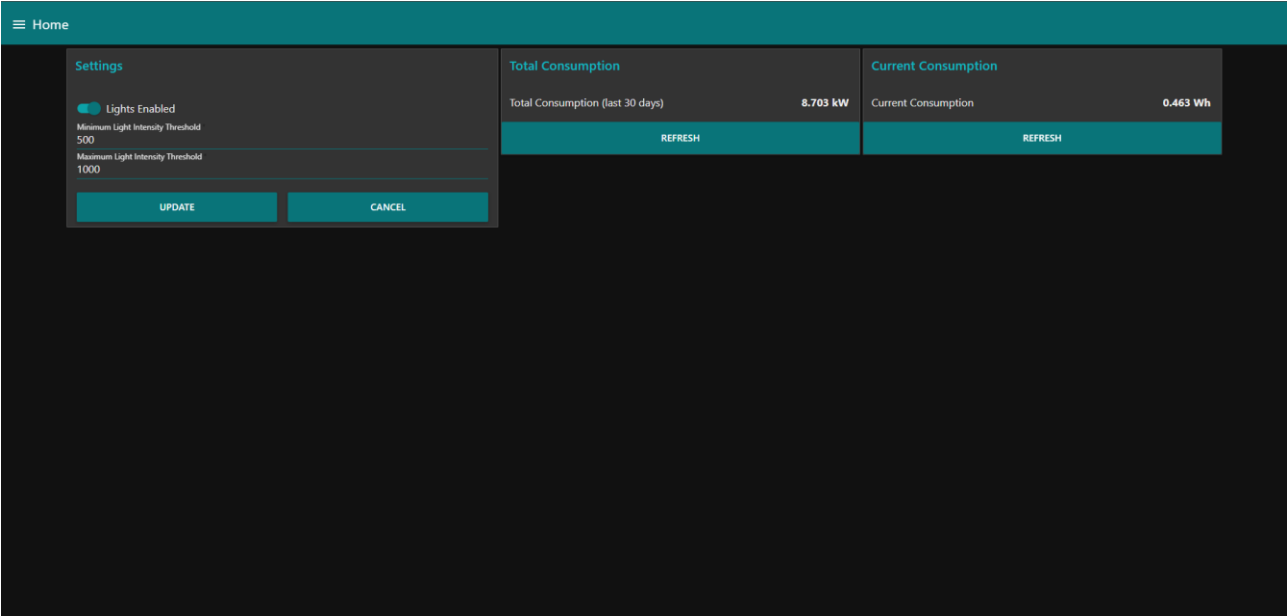 Home
Settings
Lights Enabled
Minimum Light Intensity Threshold
500
Maximum Light Intensity Threshold
1000
UPDATE CANCEL
Total Consumption
Total Consumption (last 30 days) 8.703 kW
REFRESH
Current Consumption
Current Consumption 0.463 Wh
REFRESH